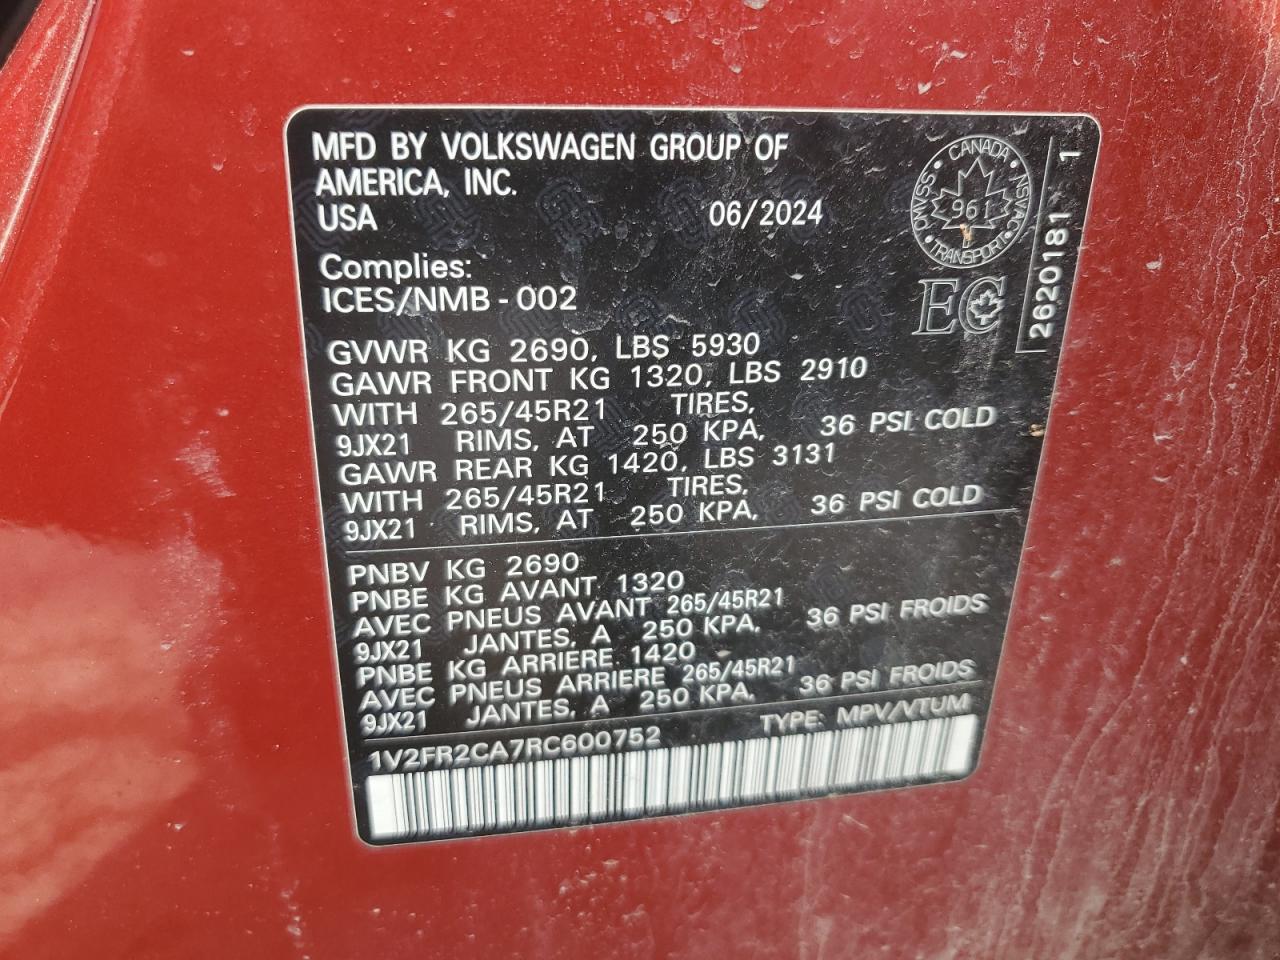 MFD BY VOLKSWAGEN GROUP OF
AMERICA, INC.
USA 06/2024
Complies:
ICES/NMB - 002
GVWR KG 2690, LBS 5930
GAWR FRONT KG 1320, LBS 2910
WITH 265/45R21 TIRES,
9JX21 RIMS, AT 250 KPA, 36 PSI COLD
GAWR REAR KG 1420, LBS 3131
WITH 265/45R21 TIRES,
9JX21 RIMS, AT 250 KPA, 36 PSI COLD
PNBV KG 2690
PNBE KG AVANT 1320
AVEC PNEUS AVANT 265/45R21
9JX21 JANTES, A 250 KPA, 36 PSI FROIDS
PNBE KG ARRIERE 1420
AVEC PNEUS ARRIERE 265/45R21
9JX21 JANTES, A 250 KPA, 36 PSI FROIDS
1V2FR2CA7RC600752 TYPE: MPV/VTUM
CANADA
961
TRANSPORT
NSVAC
CMVSS
EC
2620181 1